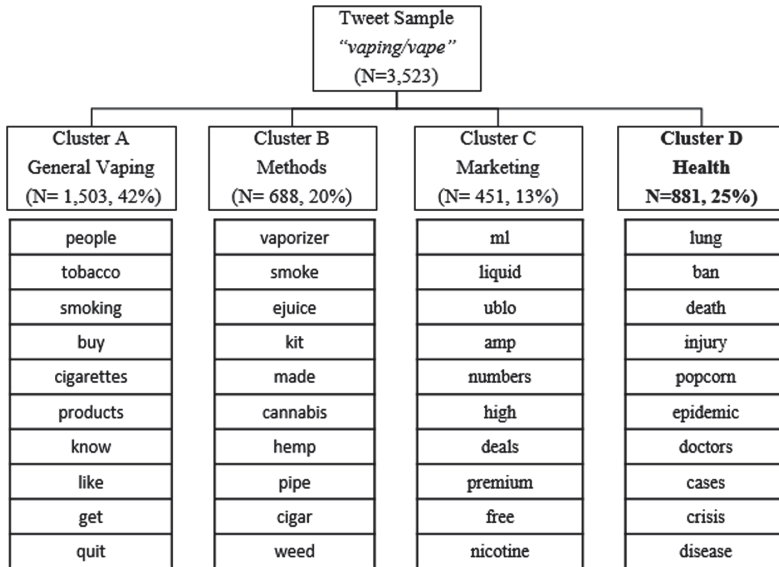 Tweet Sample
“vaping/vape”
(N=3,523)
Cluster A
General Vaping
(N= 1,503, 42%)
people
tobacco
smoking
buy
cigarettes
products
know
like
get
quit
Cluster B
Methods
(N= 688, 20%)
vaporizer
smoke
ejuice
kit
made
cannabis
hemp
pipe
cigar
weed
Cluster C
Marketing
(N= 451, 13%)
ml
liquid
ublo
amp
numbers
high
deals
premium
free
nicotine
Cluster D
Health
N=881, 25%)
lung
ban
death
injury
popcorn
epidemic
doctors
cases
crisis
disease